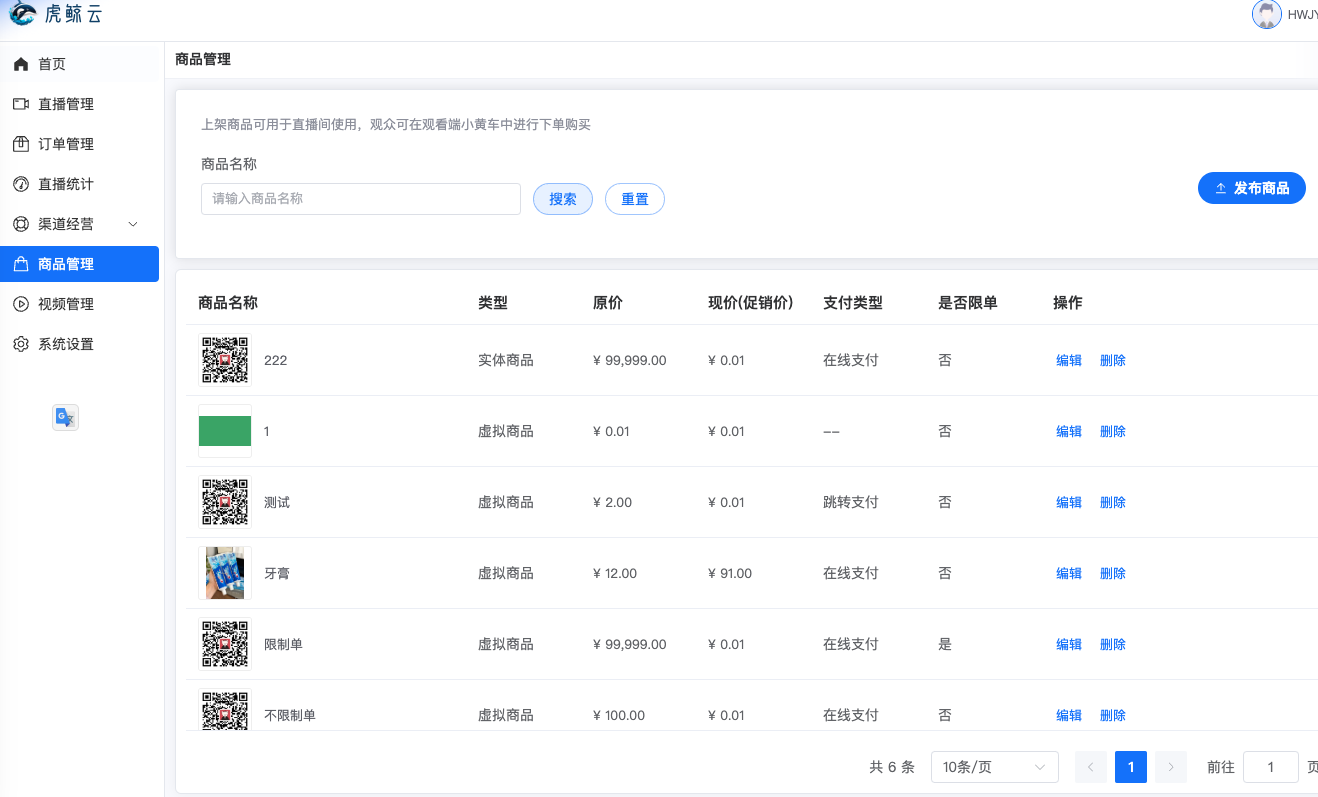 虎鲸云
HWJY
首页
直播管理
订单管理
直播统计
渠道经营
商品管理
视频管理
系统设置
商品管理
上架商品可用于直播间使用，观众可在观看端小黄车中进行下单购买
商品名称
请输入商品名称 搜索 重置
发布商品
商品名称 类型 原价 现价(促销价) 支付类型 是否限单 操作
222 实体商品 ¥ 99,999.00 ¥ 0.01 在线支付 否 编辑 删除
1 虚拟商品 ¥ 0.01 ¥ 0.01 -- 否 编辑 删除
测试 虚拟商品 ¥ 2.00 ¥ 0.01 跳转支付 否 编辑 删除
牙膏 虚拟商品 ¥ 12.00 ¥ 91.00 在线支付 否 编辑 删除
限制单 虚拟商品 ¥ 99,999.00 ¥ 0.01 在线支付 是 编辑 删除
不限制单 虚拟商品 ¥ 100.00 ¥ 0.01 在线支付 否 编辑 删除
共 6 条 10条/页 1 前往 1 页